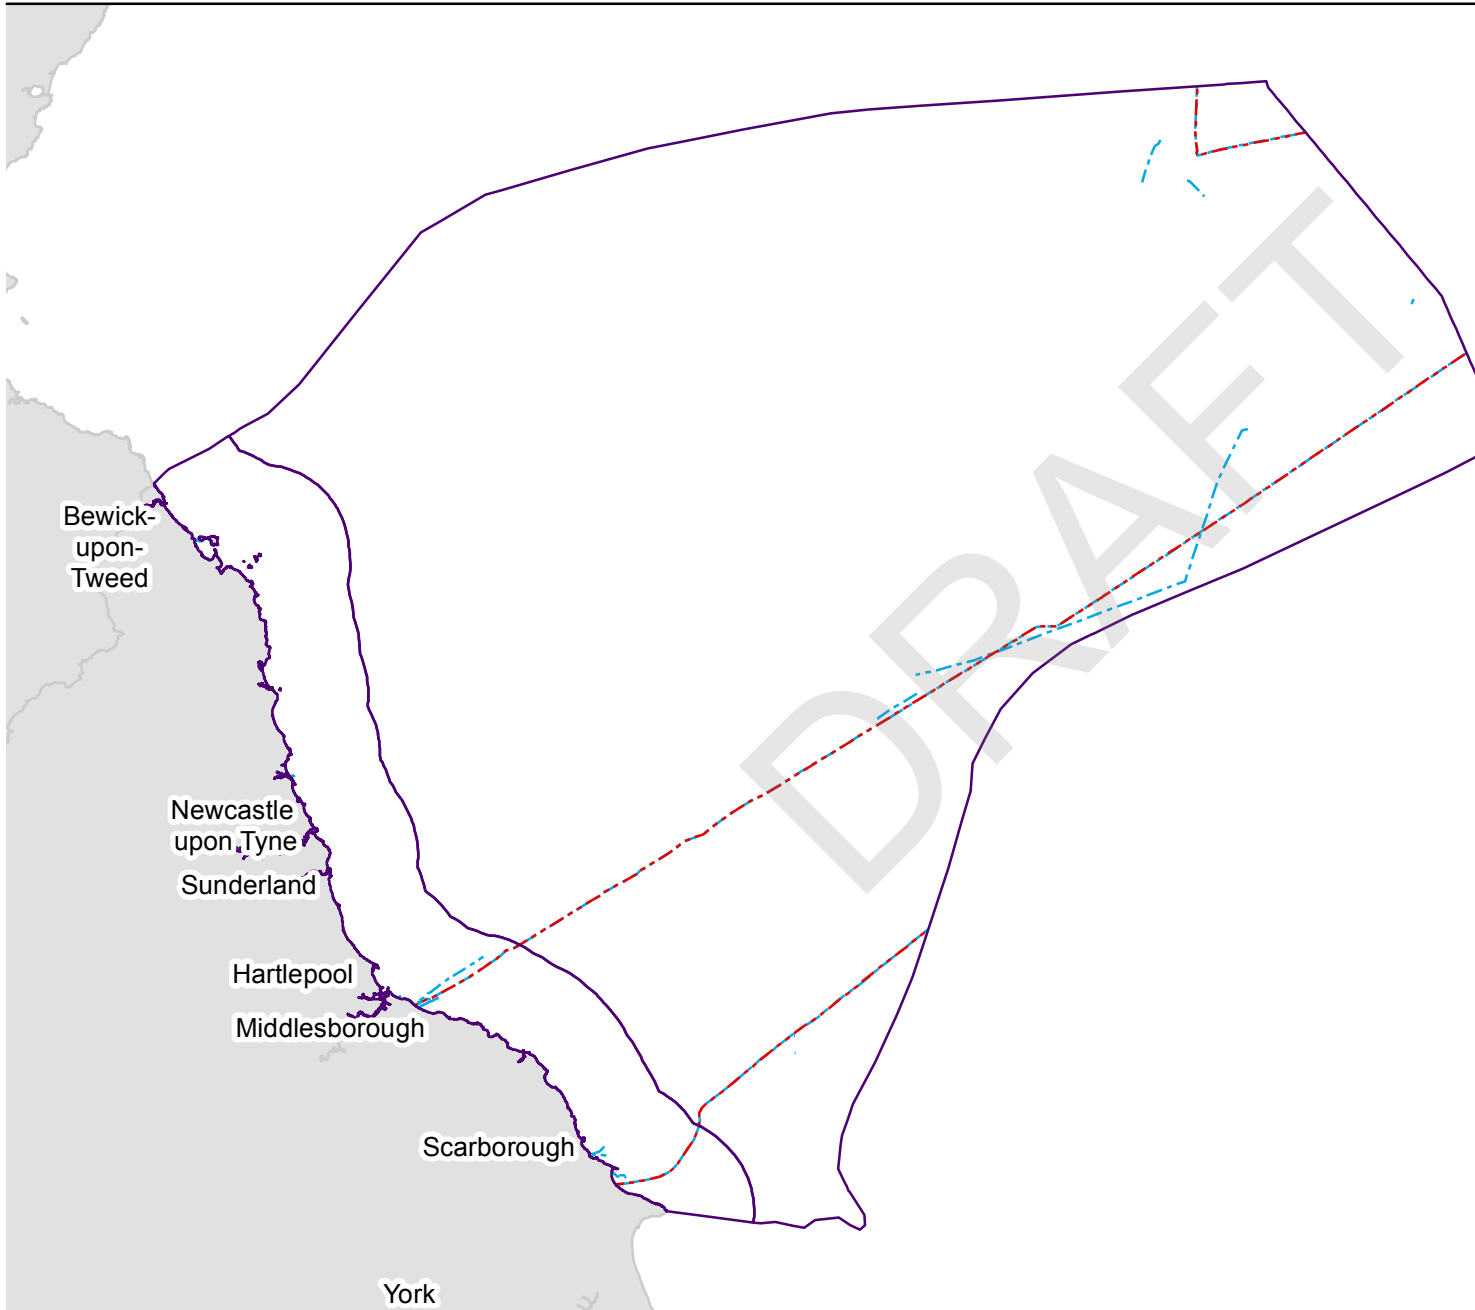 DRAFT
Bewick-
upon-
Tweed
Newcastle
upon Tyne
Sunderland
Hartlepool
Middlesborough
Scarborough
York